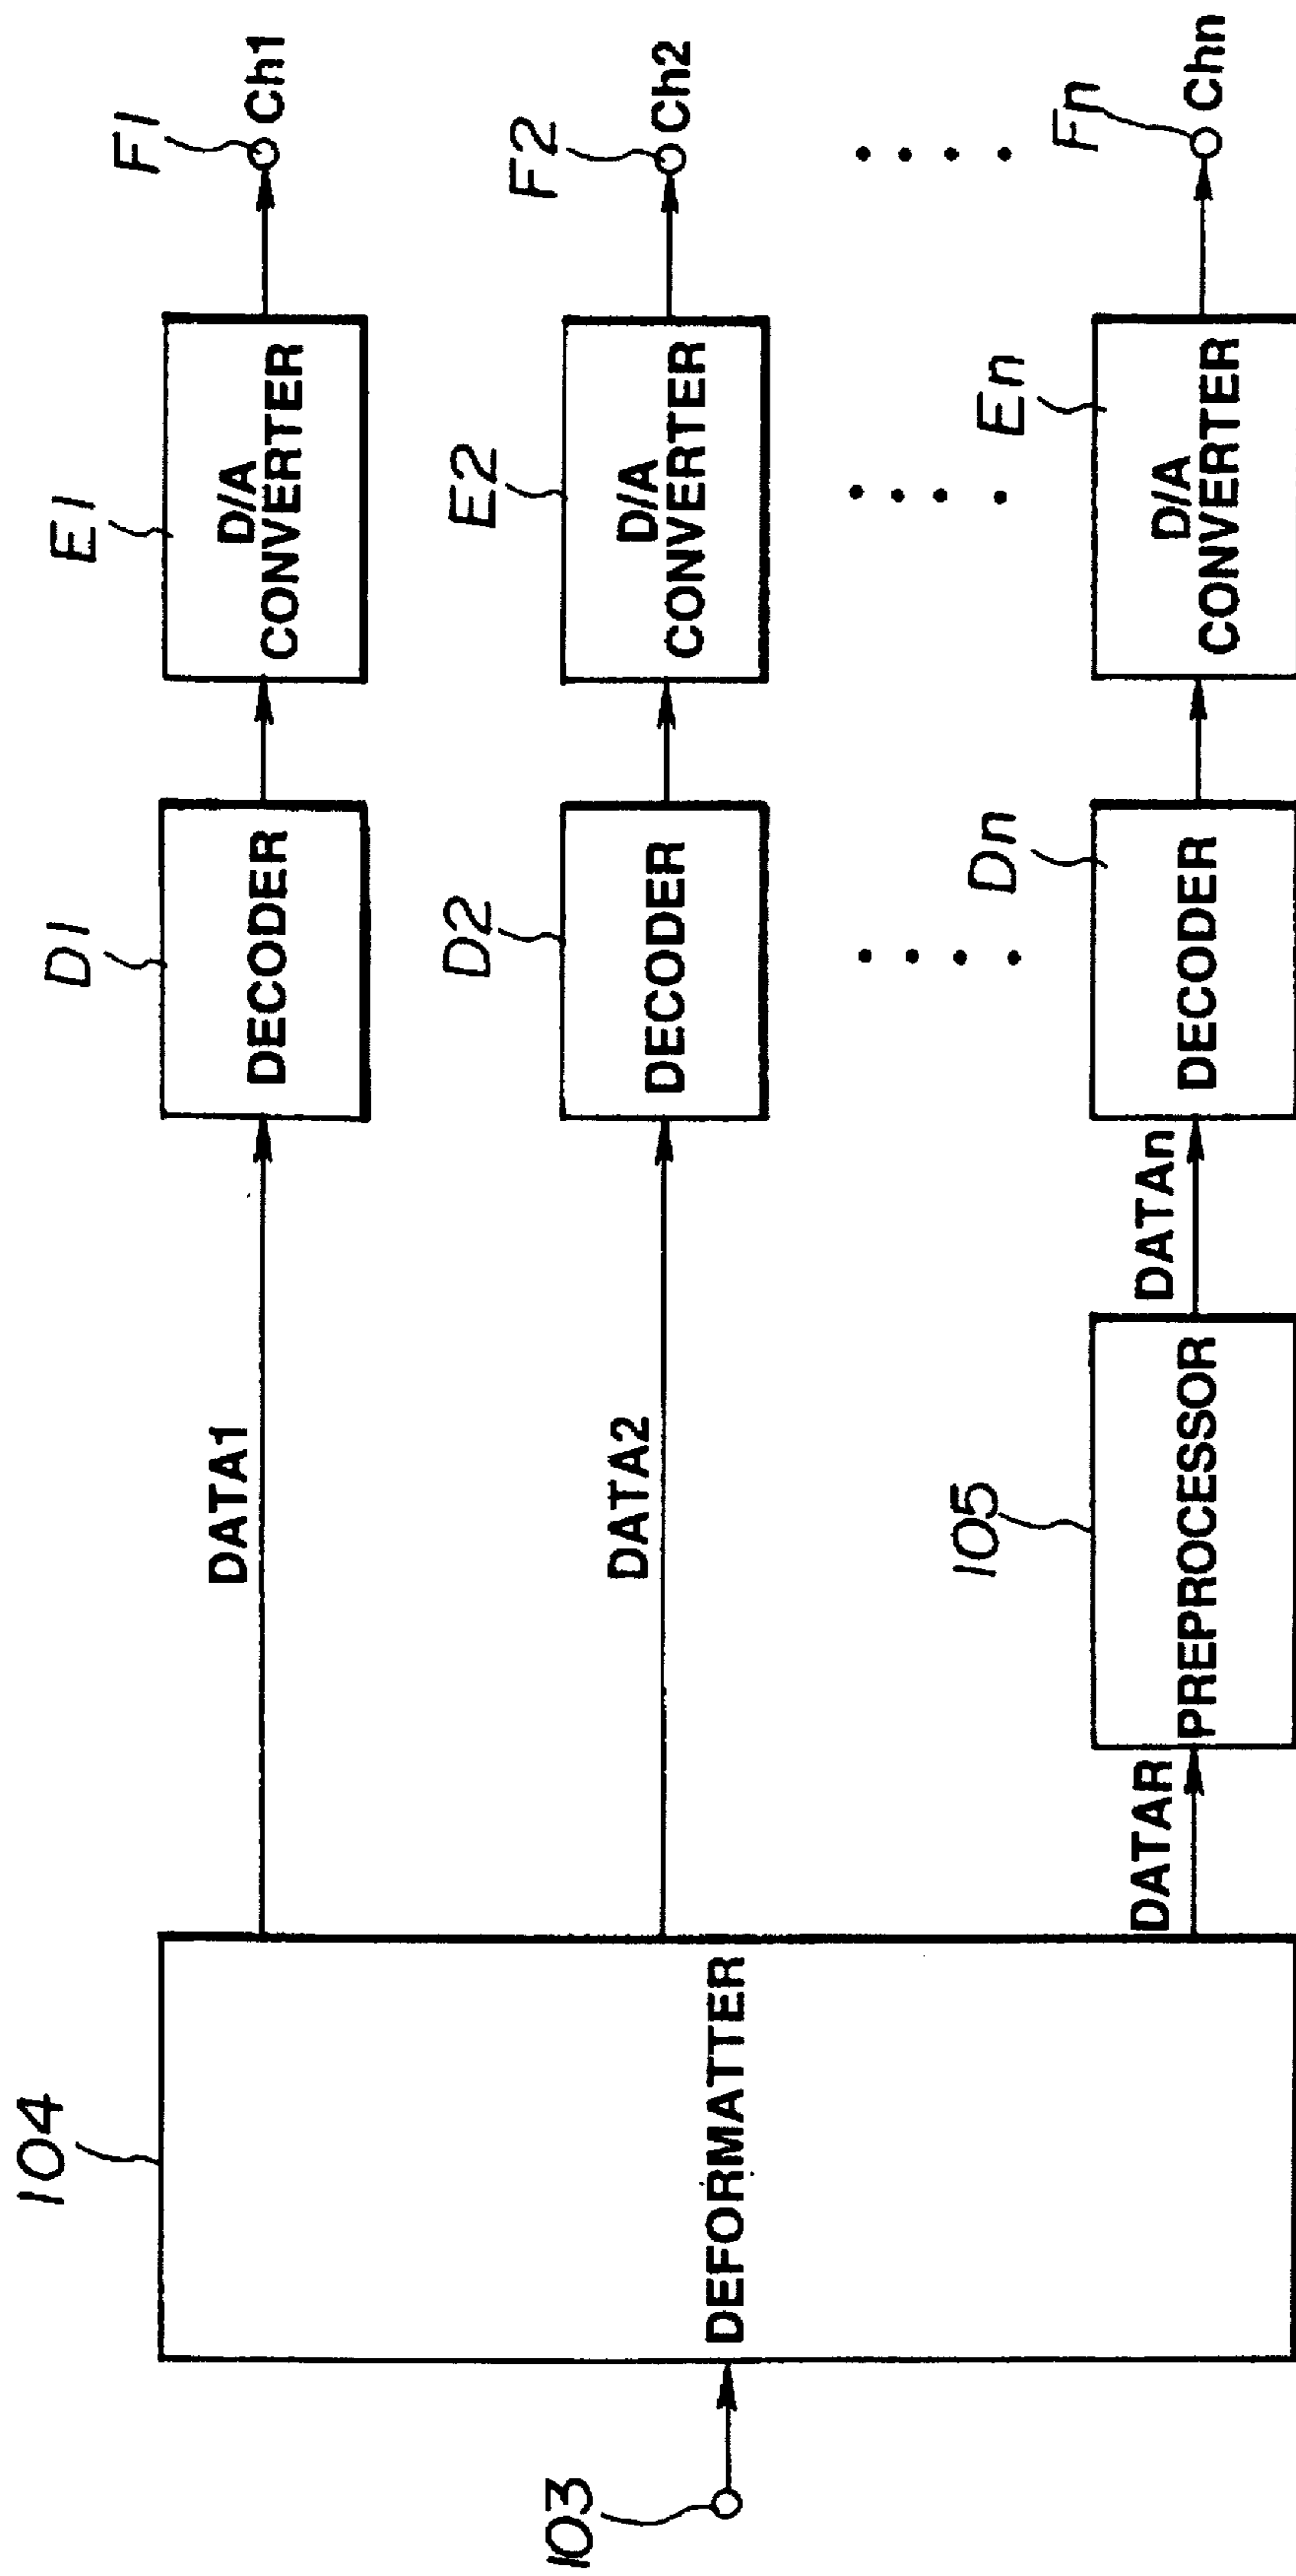 103
104
DEFORMATTER
DATA1
D1
DECODER
E1
D/A
CONVERTER
F1
Ch1
DATA2
D2
DECODER
E2
D/A
CONVERTER
F2
Ch2
DATAR
105
PREPROCESSOR
DATAn
Dn
DECODER
En
D/A
CONVERTER
Fn
Chn